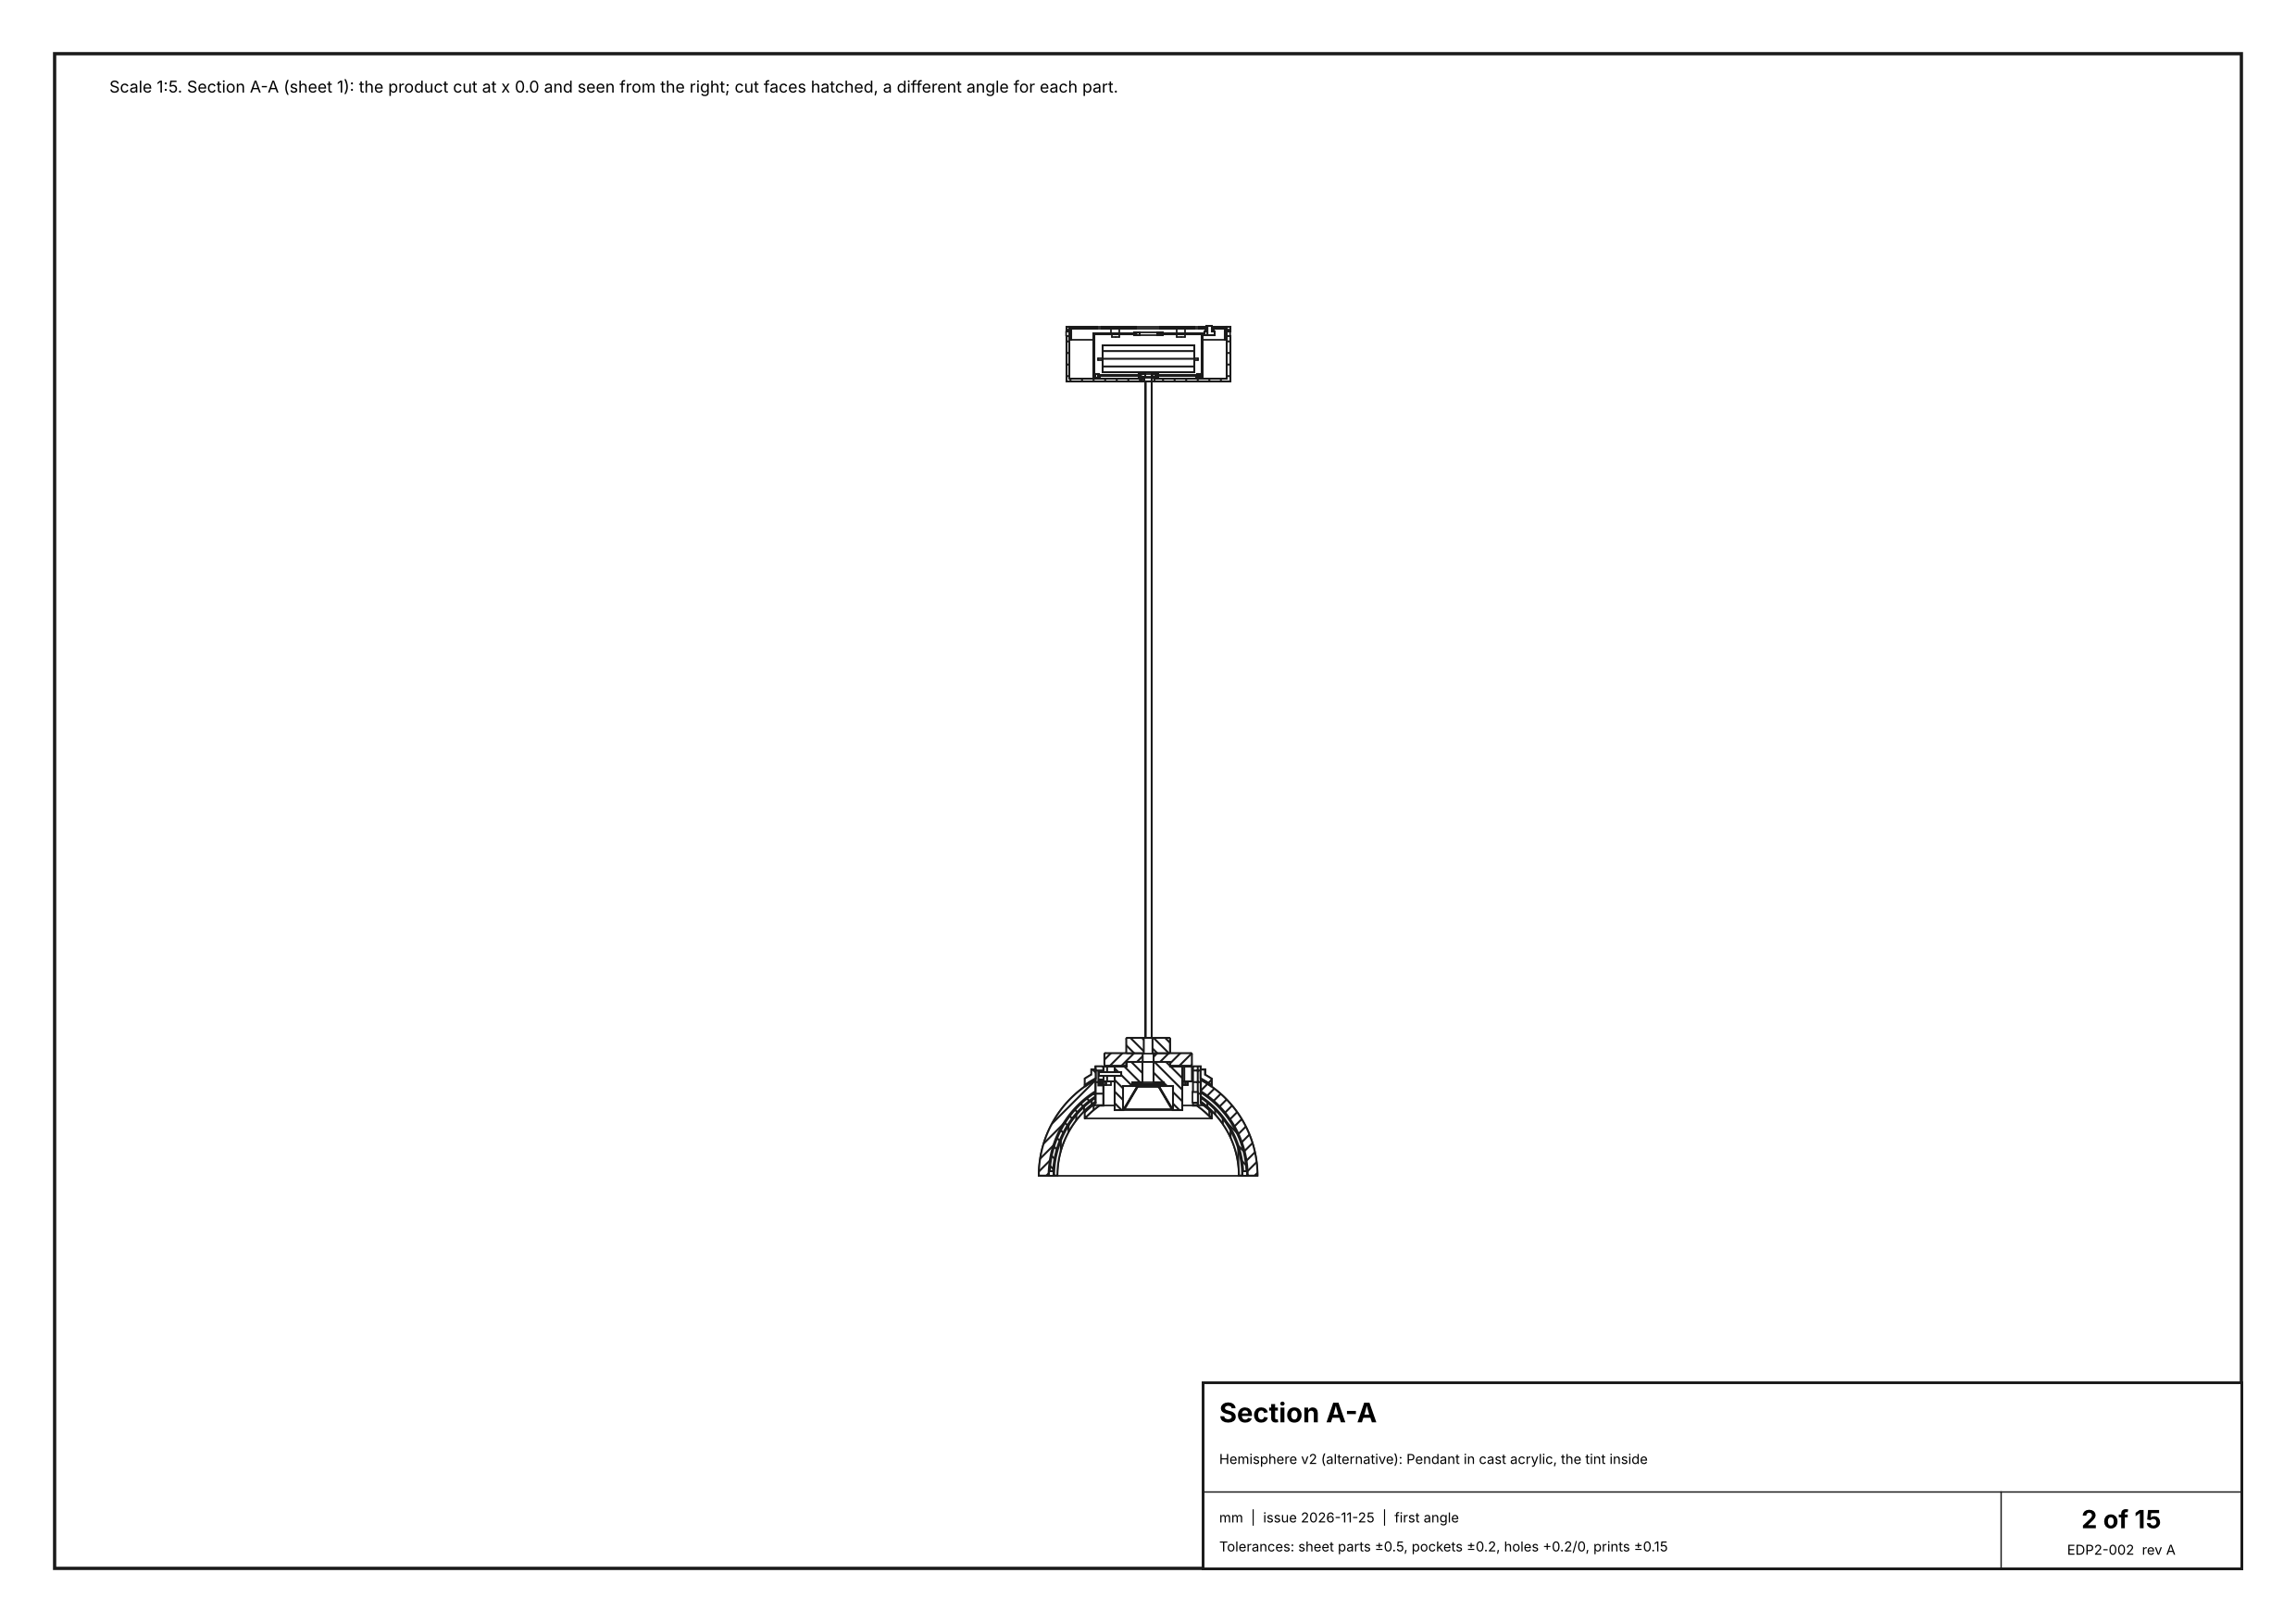 Scale 1:5. Section A-A (sheet 1): the product cut at x 0.0 and seen from the right; cut faces hatched, a different angle for each part.
Section A-A
Hemisphere v2 (alternative): Pendant in cast acrylic, the tint inside
mm | issue 2026-11-25 | first angle
Tolerances: sheet parts ±0.5, pockets ±0.2, holes +0.2/0, prints ±0.15
2 of 15
EDP2-002 rev A